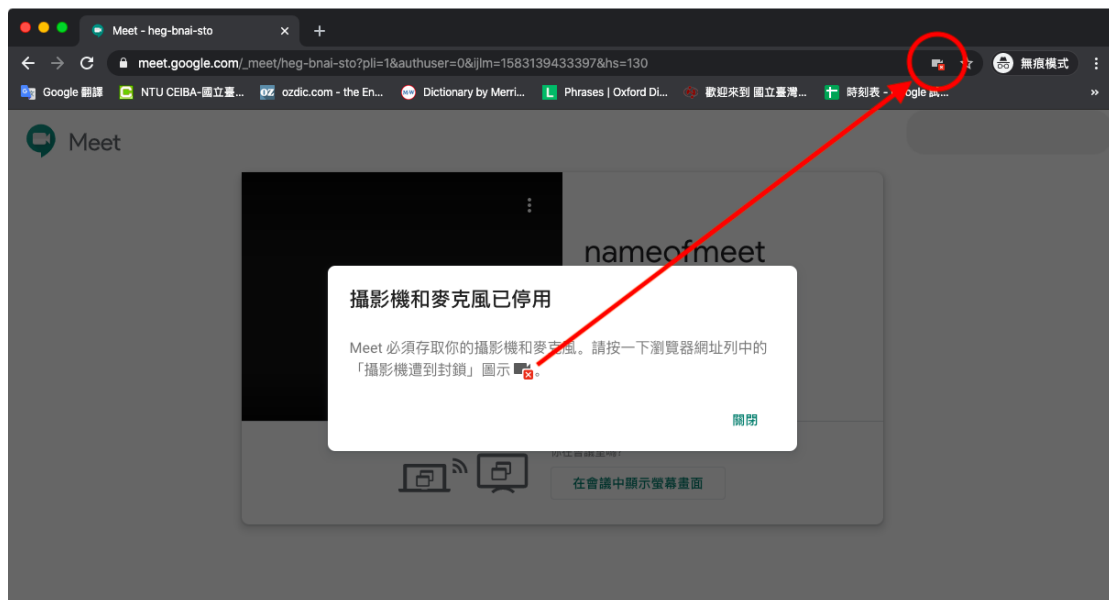 Meet - heg-bnai-sto
meet.google.com/_meet/heg-bnai-sto?pli=1&authuser=0&ijlm=1583139433397&hs=130
無痕模式
Google 翻譯
NTU CEIBA-國立臺...
OZ ozdic.com - the En...
MW Dictionary by Merri...
L Phrases | Oxford Di...
歡迎來到 國立臺灣...
時刻表 -
Meet
nameofmeet
攝影機和麥克風已停用
Meet 必須存取你的攝影機和麥克風。請按一下瀏覽器網址列中的
「攝影機遭到封鎖」圖示。
關閉
在會議中顯示螢幕畫面